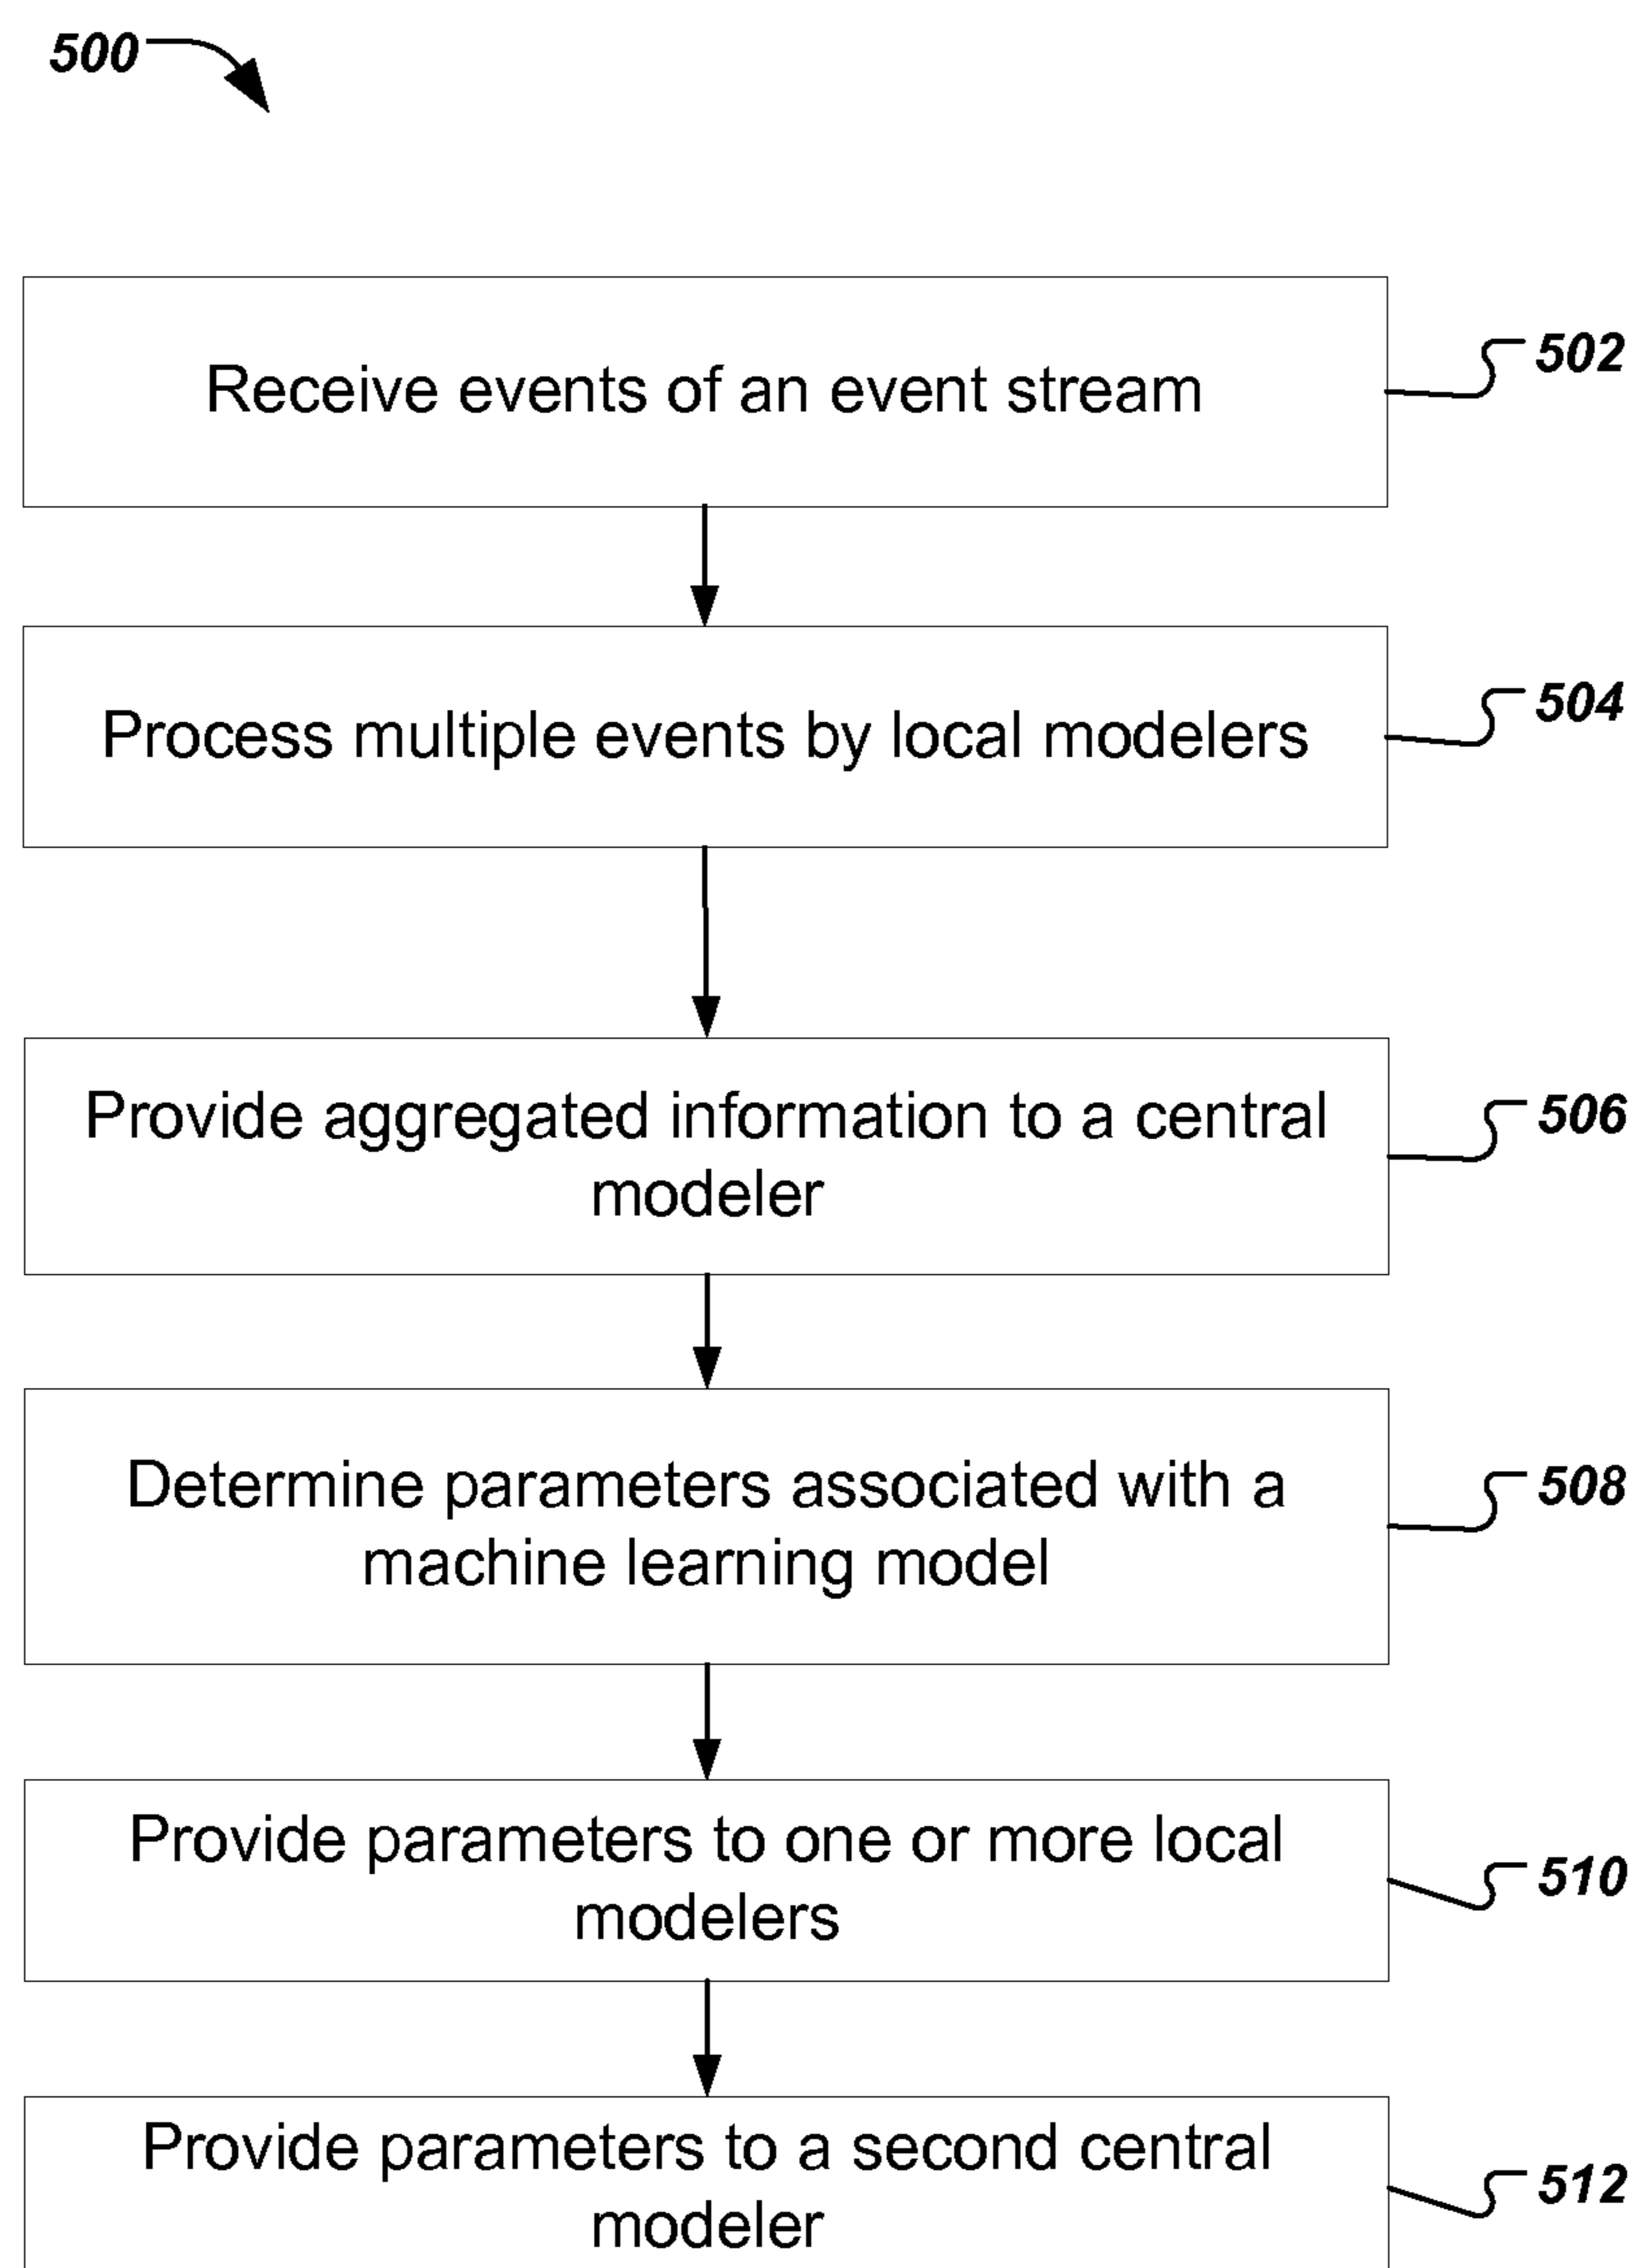 500
Receive events of an event stream
502
Process multiple events by local modelers
504
Provide aggregated information to a central
modeler
506
Determine parameters associated with a
machine learning model
508
Provide parameters to one or more local
modelers
510
Provide parameters to a second central
modeler
512